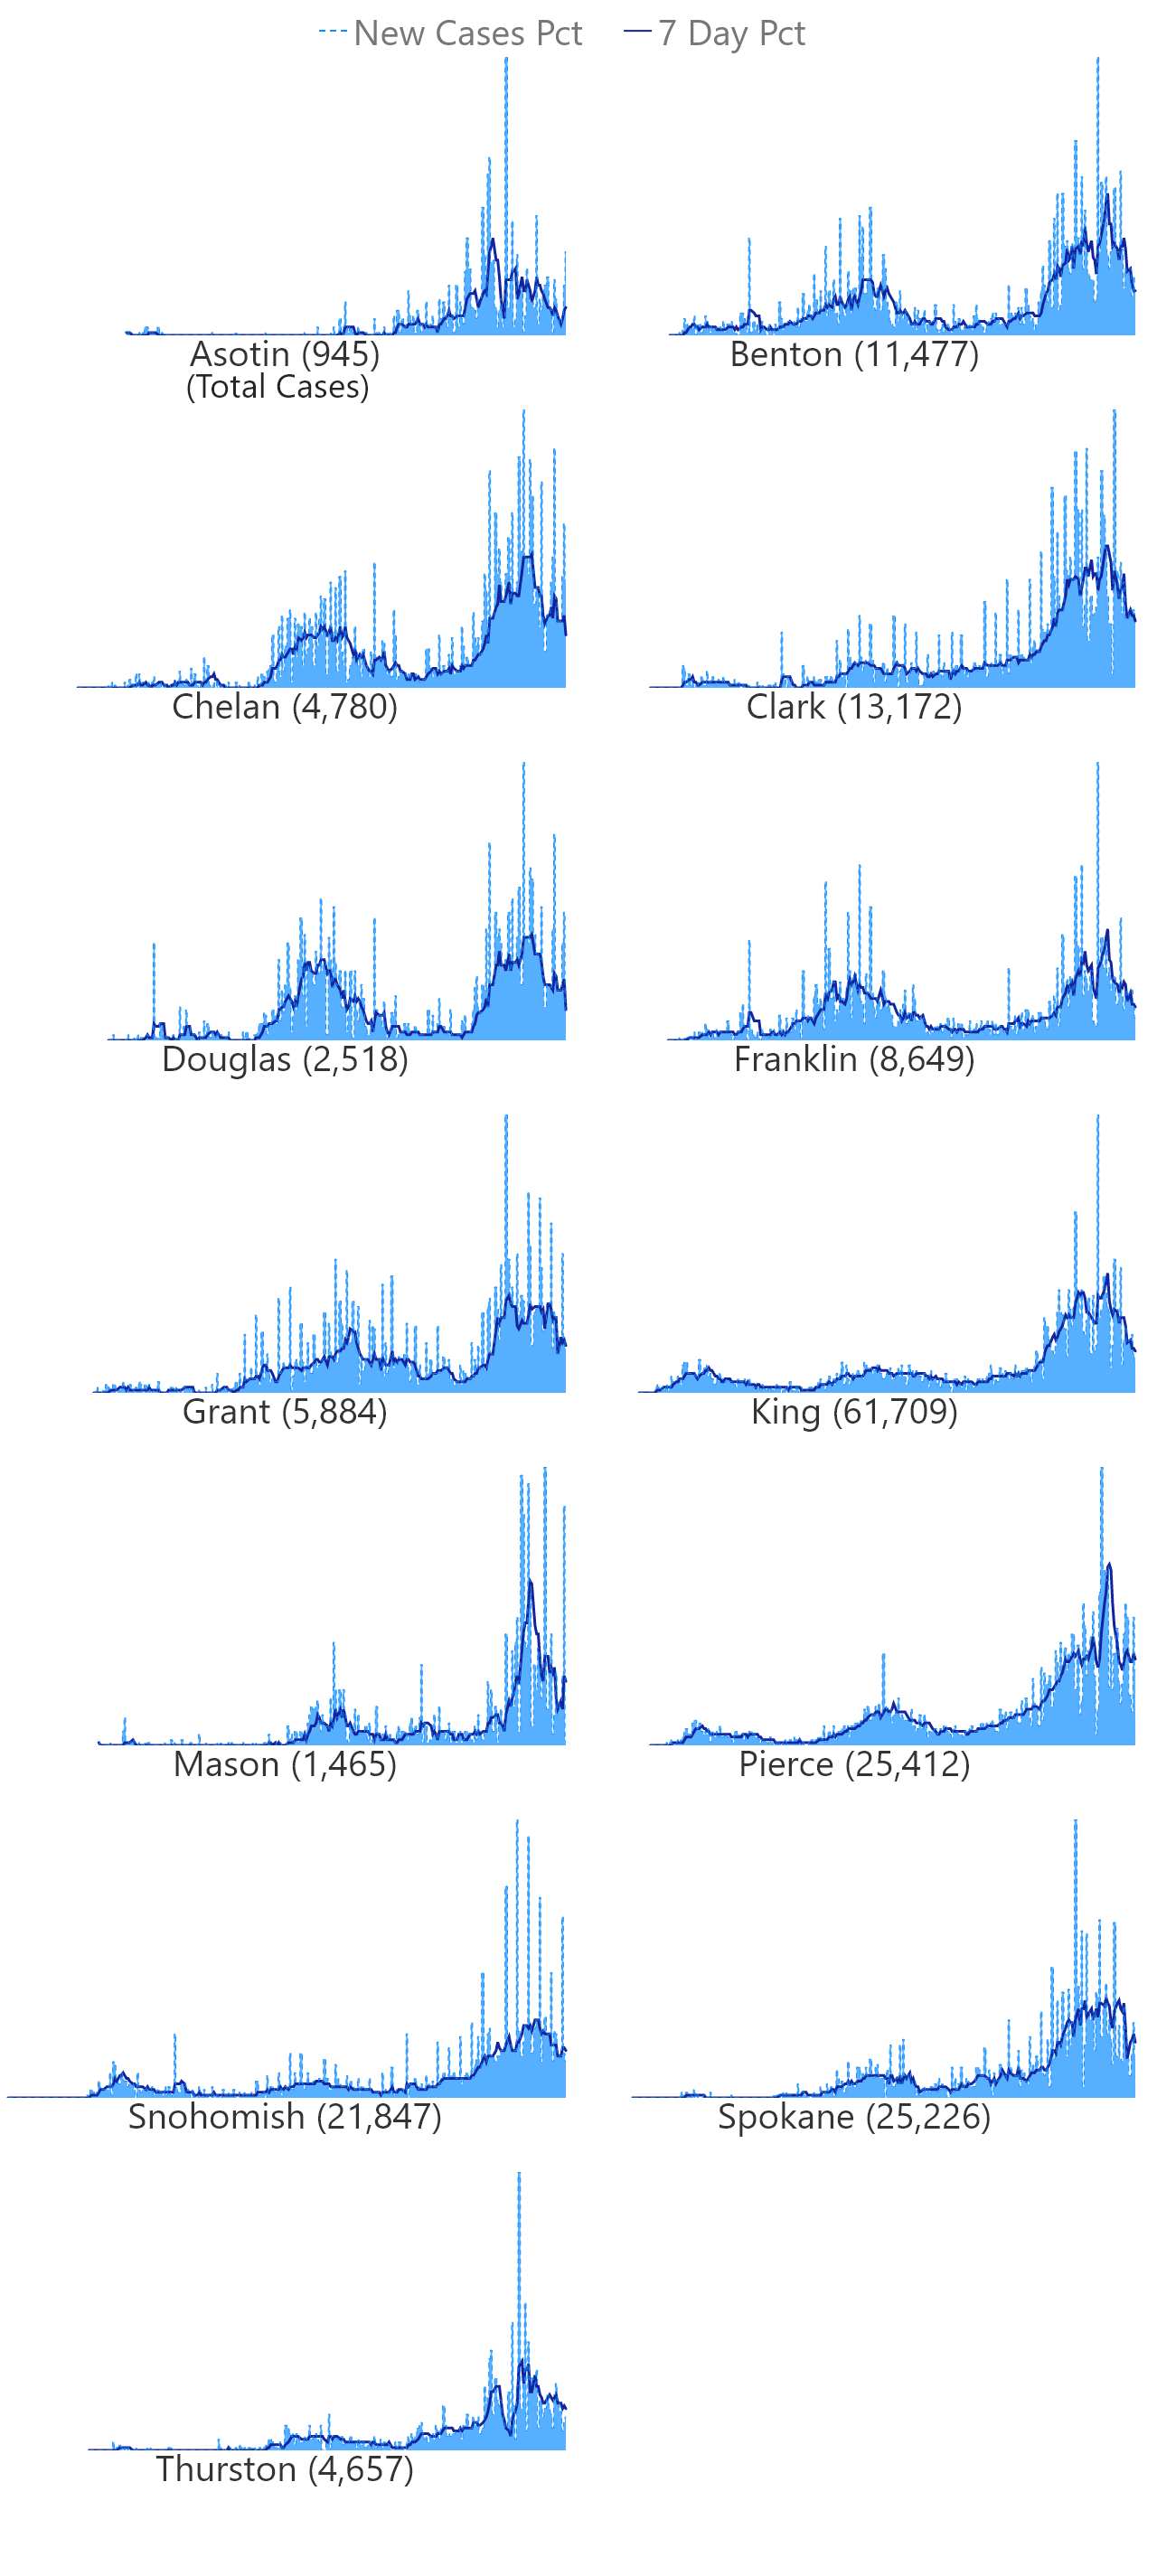 New Cases Pct 7 Day Pct
Asotin (945)
(Total Cases)
Benton (11,477)
Chelan (4,780)
Clark (13,172)
Douglas (2,518)
Franklin (8,649)
Grant (5,884)
King (61,709)
Mason (1,465)
Pierce (25,412)
Snohomish (21,847)
Spokane (25,226)
Thurston (4,657)